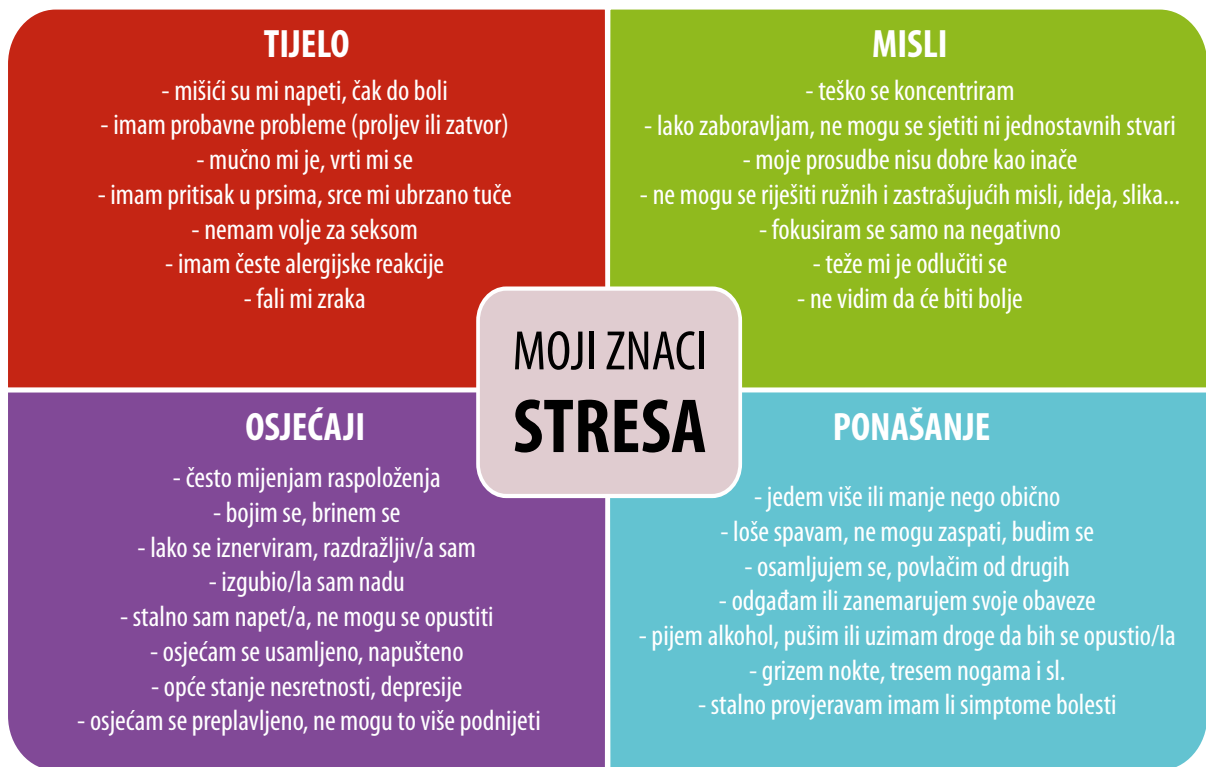 TIJELO
- mišići su mi napeti, čak do boli
- imam probavne probleme (proljev ili zatvor)
- mučno mi je, vrti mi se
- imam pritisak u prsima, srce mi ubrzano tuče
- nemam volje za seksom
- imam česte alergijske reakcije
- fali mi zraka
MISLI
- teško se koncentriram
- lako zaboravljam, ne mogu se sjetiti ni jednostavnih stvari
- moje prosudbe nisu dobre kao inače
- ne mogu se riješiti ružnih i zastrašujućih misli, ideja, slika...
- fokusiram se samo na negativno
- teže mi je odlučiti se
- ne vidim da će biti bolje
MOJI ZNACI
STRESA
OSJEĆAJI
- često mijenjam raspoloženja
- bojim se, brinem se
- lako se iznerviram, razdražljiv/a sam
- izgubio/la sam nadu
- stalno sam napet/a, ne mogu se opustiti
- osjećam se usamljeno, napušteno
- opće stanje nesretnosti, depresije
- osjećam se preplavljeno, ne mogu to više podnijeti
PONAŠANJE
- jedem više ili manje nego obično
- loše spavam, ne mogu zaspati, budim se
- osamljujem se, povlačim od drugih
- odgađam ili zanemarujem svoje obaveze
- pijem alkohol, pušim ili uzimam droge da bih se opustio/la
- grizem nokte, tresem nogama i sl.
- stalno provjeravam imam li simptome bolesti